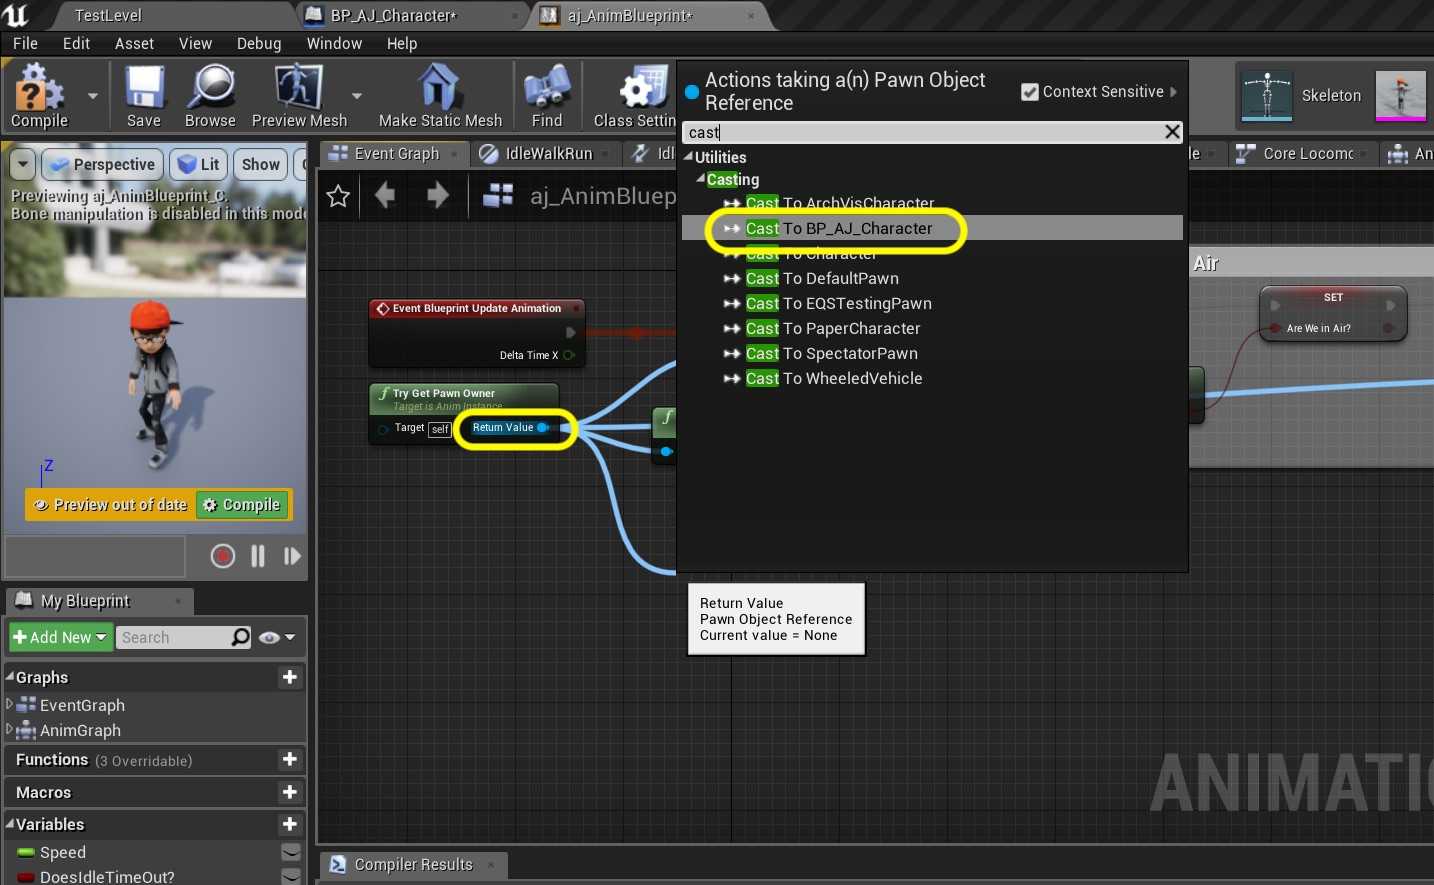 TestLevel
BP_AJ_Character*
aj_AnimBlueprint*
File Edit Asset View Debug Window Help
Compile
Save
Browse
Preview Mesh
Make Static Mesh
Find
Class Settin
Actions taking a(n) Pawn Object
Reference
Context Sensitive
Skeleton
cast
Utilities
Casting
Cast To ArchVisCharacter
Cast To BP_AJ_Character
Cast To Character
Cast To DefaultPawn
Cast To EQSTestingPawn
Cast To PaperCharacter
Cast To SpectatorPawn
Cast To WheeledVehicle
Perspective
Lit
Show
Previewing aj_AnimBlueprint_C.
Bone manipulation is disabled in this mode
Z
Preview out of date
Compile
Event Graph
IdleWalkRun
Idl
le
Core Locomo
An
aj_AnimBluep
Event Blueprint Update Animation
Delta Time X
Try Get Pawn Owner
Target is Anim Instance
Target self
Return Value
f
Air
SET
Are We in Air?
Return Value
Pawn Object Reference
Current value = None
My Blueprint
Add New
Search
Graphs
EventGraph
AnimGraph
Functions (3 Overridable)
Macros
Variables
Speed
DoesIdleTimeOut?
ANIMATIO
Compiler Results